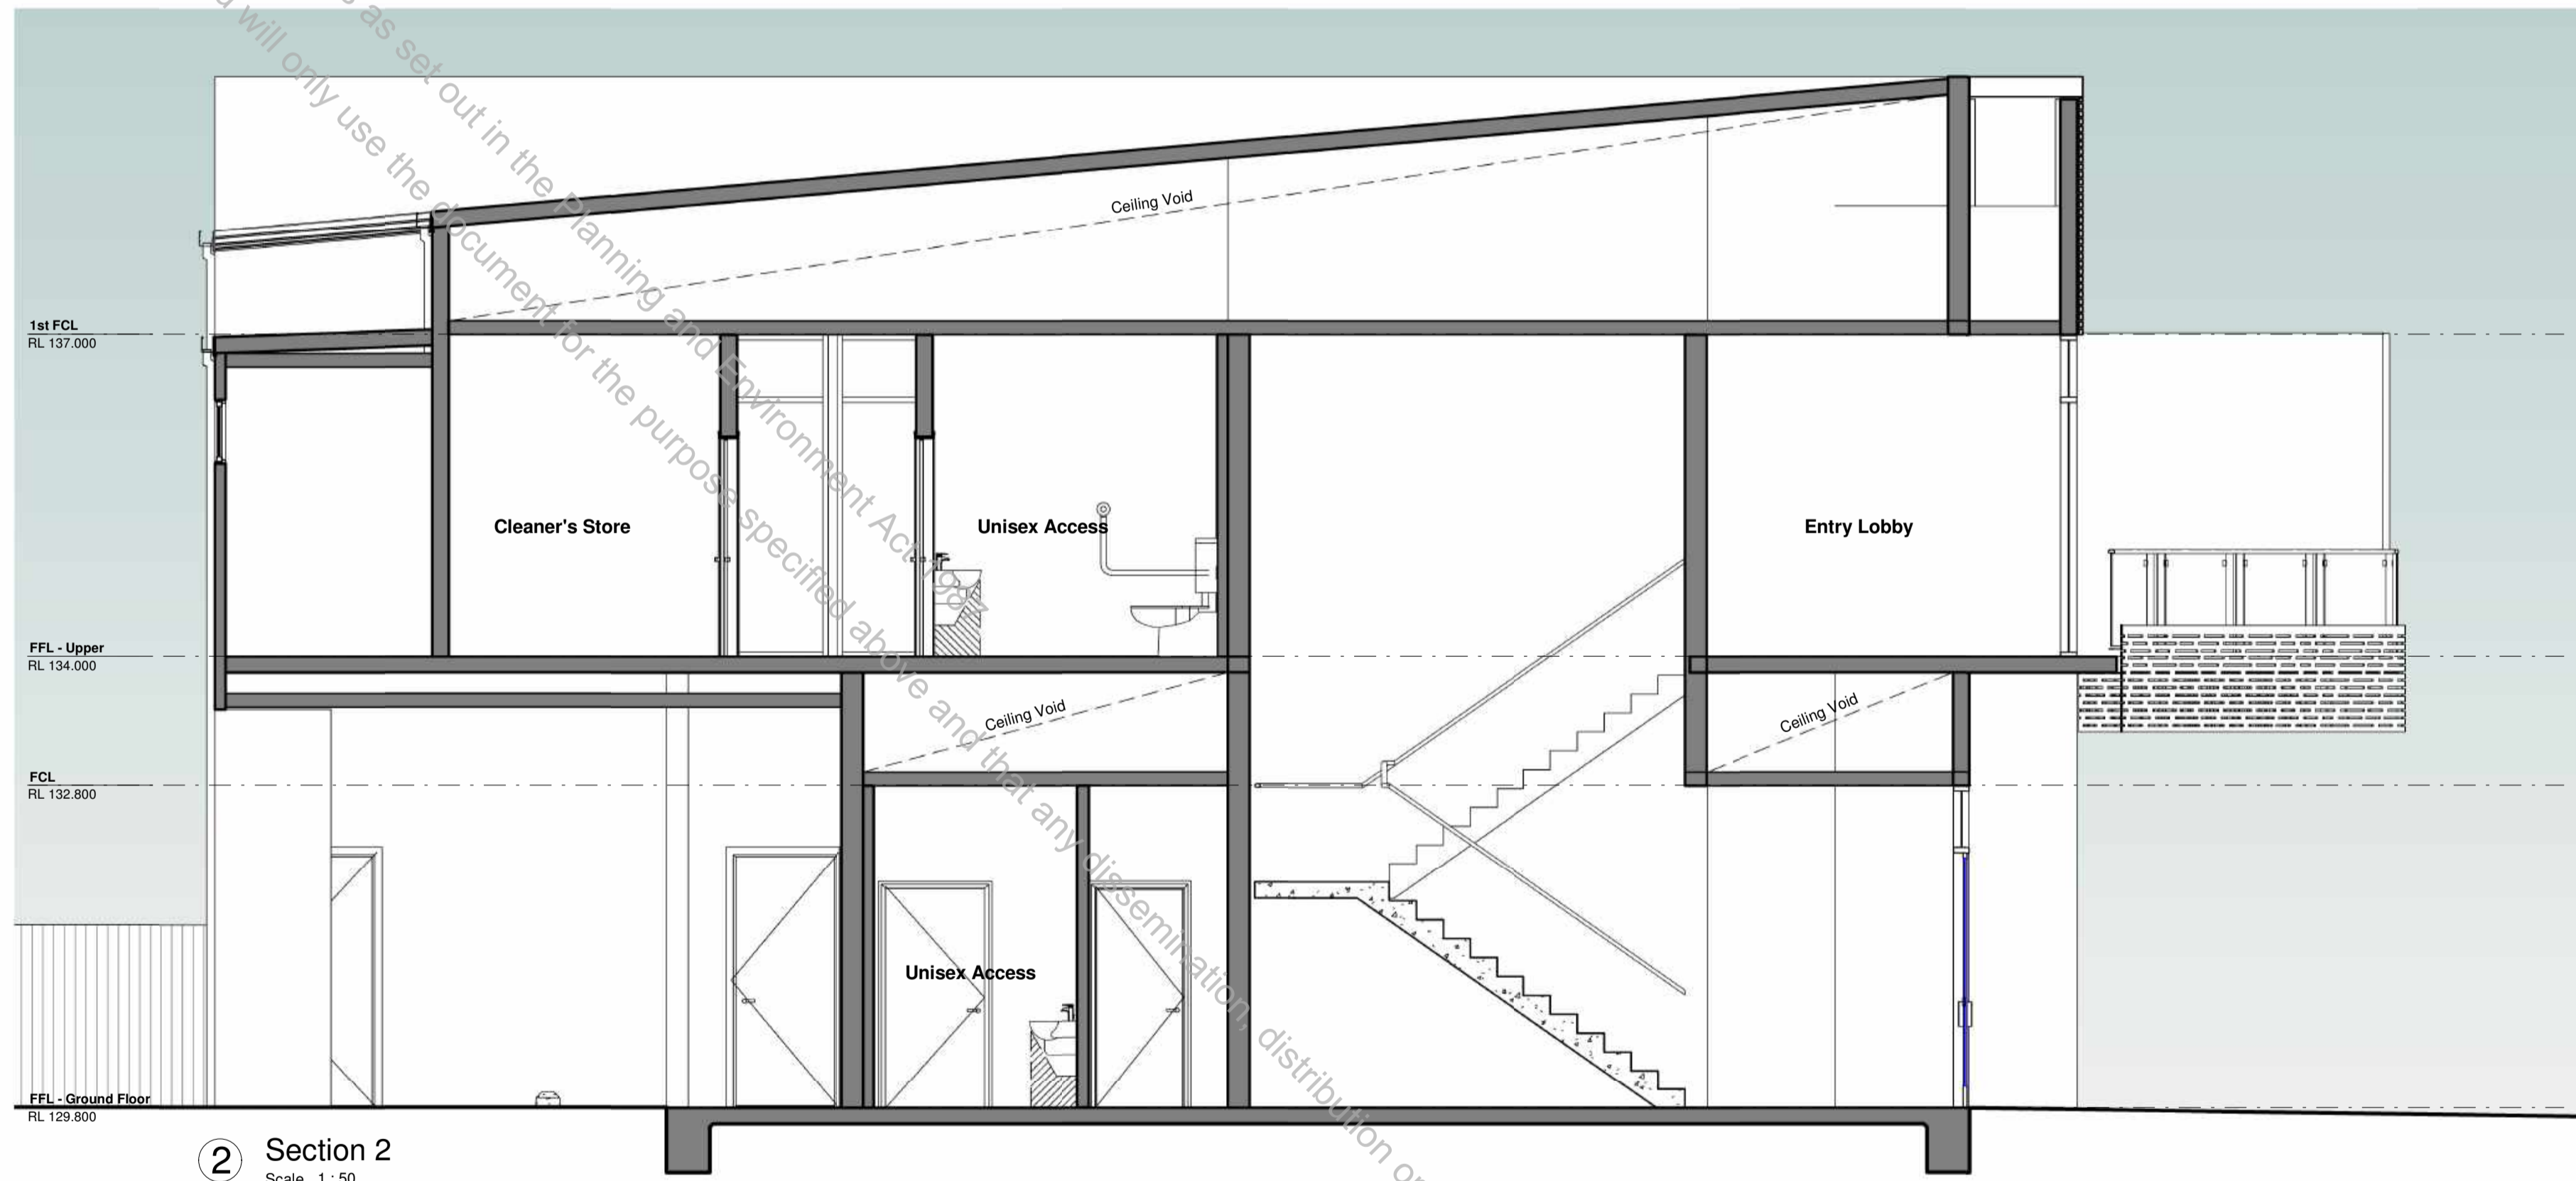 s as set out in the Planning and Environment Act 1987
will only use the document for the purpose specified above and that any dissemination, distribution or
Ceiling Void
1st FCL
RL 137.000
Cleaner's Store
Unisex Access
Entry Lobby
FFL - Upper
RL 134.000
Ceiling Void
Ceiling Void
FCL
RL 132.800
Unisex Access
FFL - Ground Floor
RL 129.800
2 Section 2
Scale 1 : 50